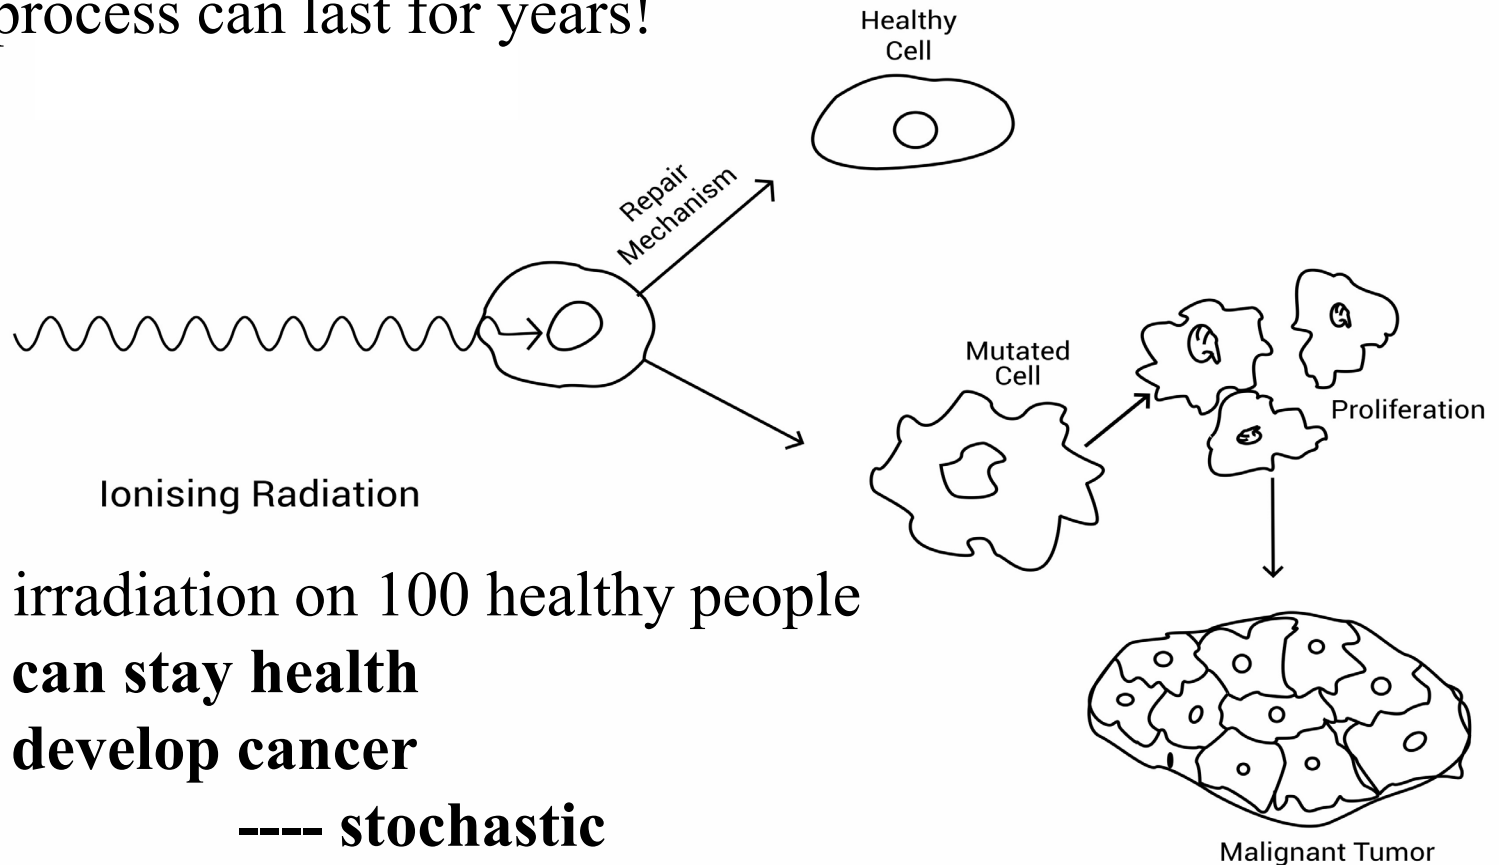 process can last for years!
Healthy
Cell
Repair
Mechanism
Mutated
Cell
Proliferation
Ionising Radiation
irradiation on 100 healthy people
can stay health
develop cancer
---- stochastic
Malignant Tumor